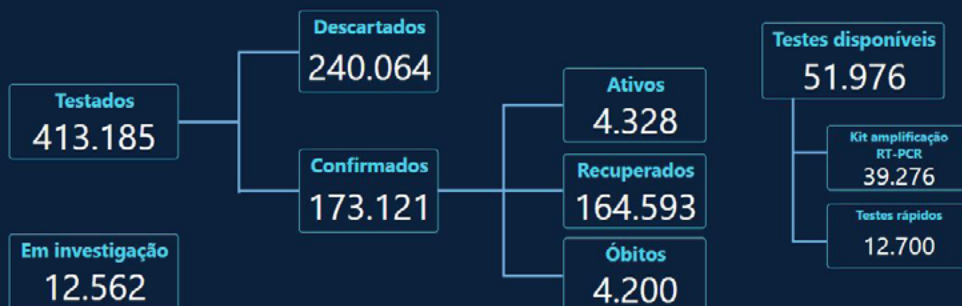 Testados
413.185
Em investigação
12.562
Descartados
240.064
Confirmados
173.121
Ativos
4.328
Recuperados
164.593
Óbitos
4.200
Testes disponíveis
51.976
Kit amplificação
RT-PCR
39.276
Testes rápidos
12.700